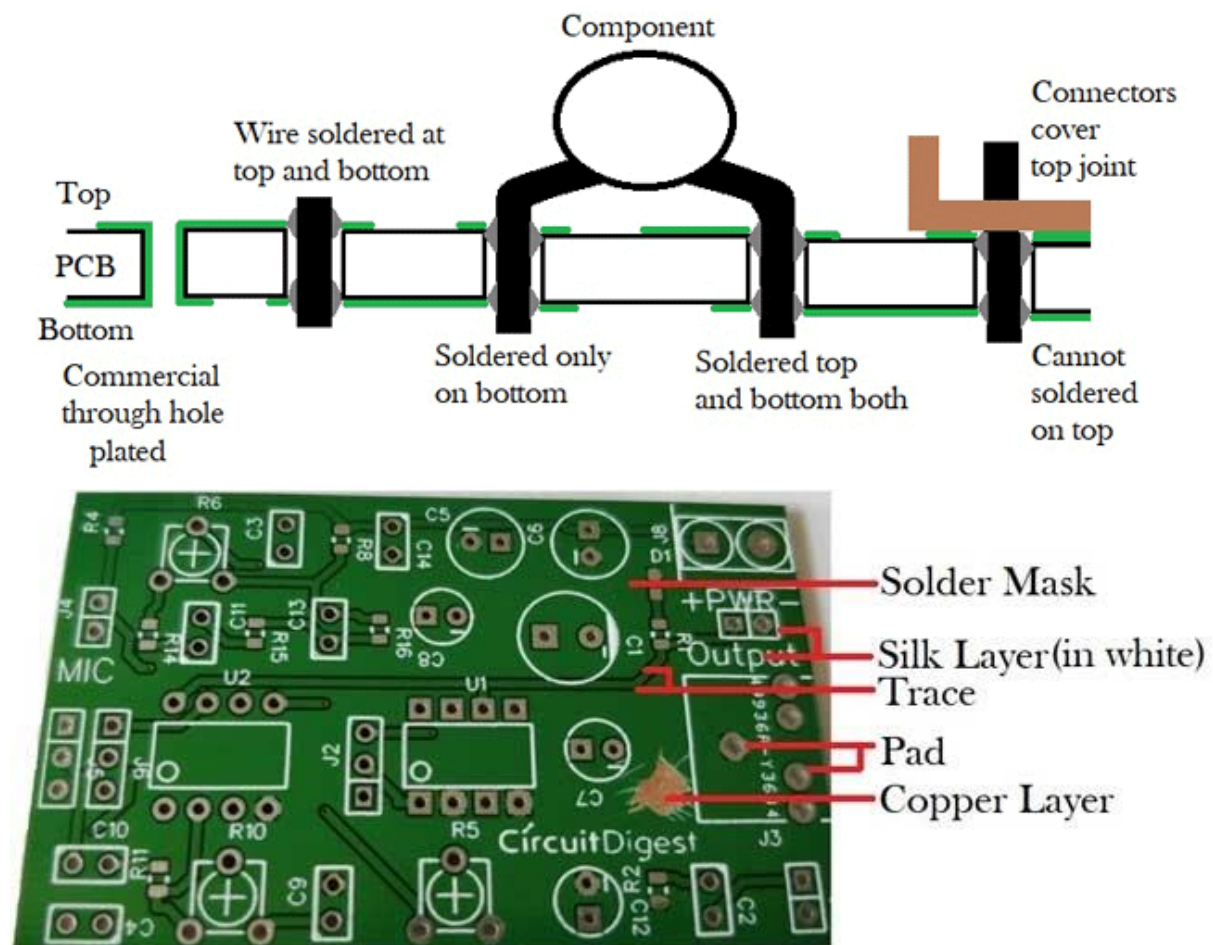 Component
Wire soldered at
top and bottom
Connectors
cover
top joint
Top
PCB
Bottom
Commercial
through hole
plated
Soldered only
on bottom
Soldered top
and bottom both
Cannot
soldered
on top
R4
R6
C3
R8
C14
C5
C6
J8
D1
+PWR-
Solder Mask
J4
MIC
R14
C11
R15
C13
R16
C8
C1
Output
Silk Layer(in white)
Trace
U2
U1
J5
J6
J2
C7
Pad
Copper Layer
J3
C10
R11
R10
R5
CircuitDigest
C4
C9
R2
C12
C2